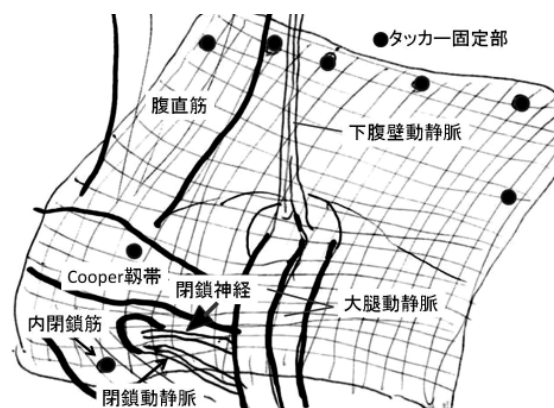 ●タッカー固定部
腹直筋
下腹壁動静脈
Cooper靱帯
閉鎖神経
大腿動静脈
内閉鎖筋
閉鎖動静脈